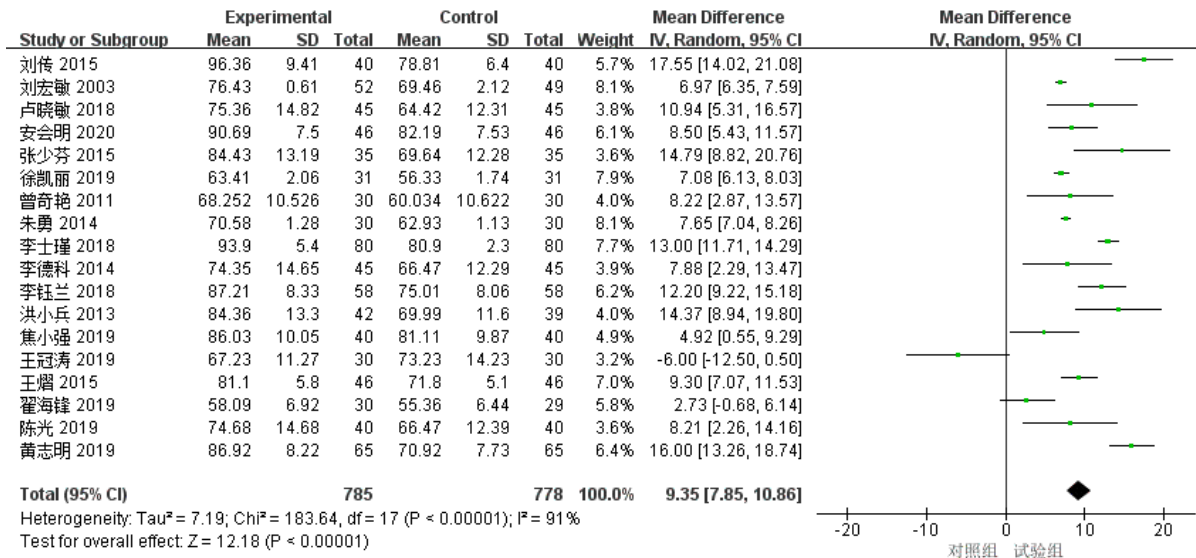 Experimental Control Mean Difference Mean Difference
Study or Subgroup Mean SD Total Mean SD Total Weight IV, Random, 95% CI IV, Random, 95% CI
刘传 2015 96.36 9.41 40 78.81 6.4 40 5.7% 17.55 [14.02, 21.08]
刘宏敏 2003 76.43 0.61 52 69.46 2.12 49 8.1% 6.97 [6.35, 7.59]
卢晓敏 2018 75.36 14.82 45 64.42 12.31 45 3.8% 10.94 [5.31, 16.57]
安会明 2020 90.69 7.5 46 82.19 7.53 46 6.1% 8.50 [5.43, 11.57]
张少芬 2015 84.43 13.19 35 69.64 12.28 35 3.6% 14.79 [8.82, 20.76]
徐凯丽 2019 63.41 2.06 31 56.33 1.74 31 7.9% 7.08 [6.13, 8.03]
曾奇艳 2011 68.252 10.526 30 60.034 10.622 30 4.0% 8.22 [2.87, 13.57]
朱勇 2014 70.58 1.28 30 62.93 1.13 30 8.1% 7.65 [7.04, 8.26]
李士瑾 2018 93.9 5.4 80 80.9 2.3 80 7.7% 13.00 [11.71, 14.29]
李德科 2014 74.35 14.65 45 66.47 12.29 45 3.9% 7.88 [2.29, 13.47]
李钰兰 2018 87.21 8.33 58 75.01 8.06 58 6.2% 12.20 [9.22, 15.18]
洪小兵 2013 84.36 13.3 42 69.99 11.6 39 4.0% 14.37 [8.94, 19.80]
焦小强 2019 86.03 10.05 40 81.11 9.87 40 4.9% 4.92 [0.55, 9.29]
王冠涛 2019 67.23 11.27 30 73.23 14.23 30 3.2% -6.00 [-12.50, 0.50]
王熠 2015 81.1 5.8 46 71.8 5.1 46 7.0% 9.30 [7.07, 11.53]
翟海锋 2019 58.09 6.92 30 55.36 6.44 29 5.8% 2.73 [-0.68, 6.14]
陈光 2019 74.68 14.68 40 66.47 12.39 40 3.6% 8.21 [2.26, 14.16]
黄志明 2019 86.92 8.22 65 70.92 7.73 65 6.4% 16.00 [13.26, 18.74]
Total (95% CI) 785 778 100.0% 9.35 [7.85, 10.86]
Heterogeneity: Tau² = 7.19; Chi² = 183.64, df = 17 (P < 0.00001); I² = 91%
Test for overall effect: Z = 12.18 (P < 0.00001)
-20 -10 0 10 20
对照组 试验组